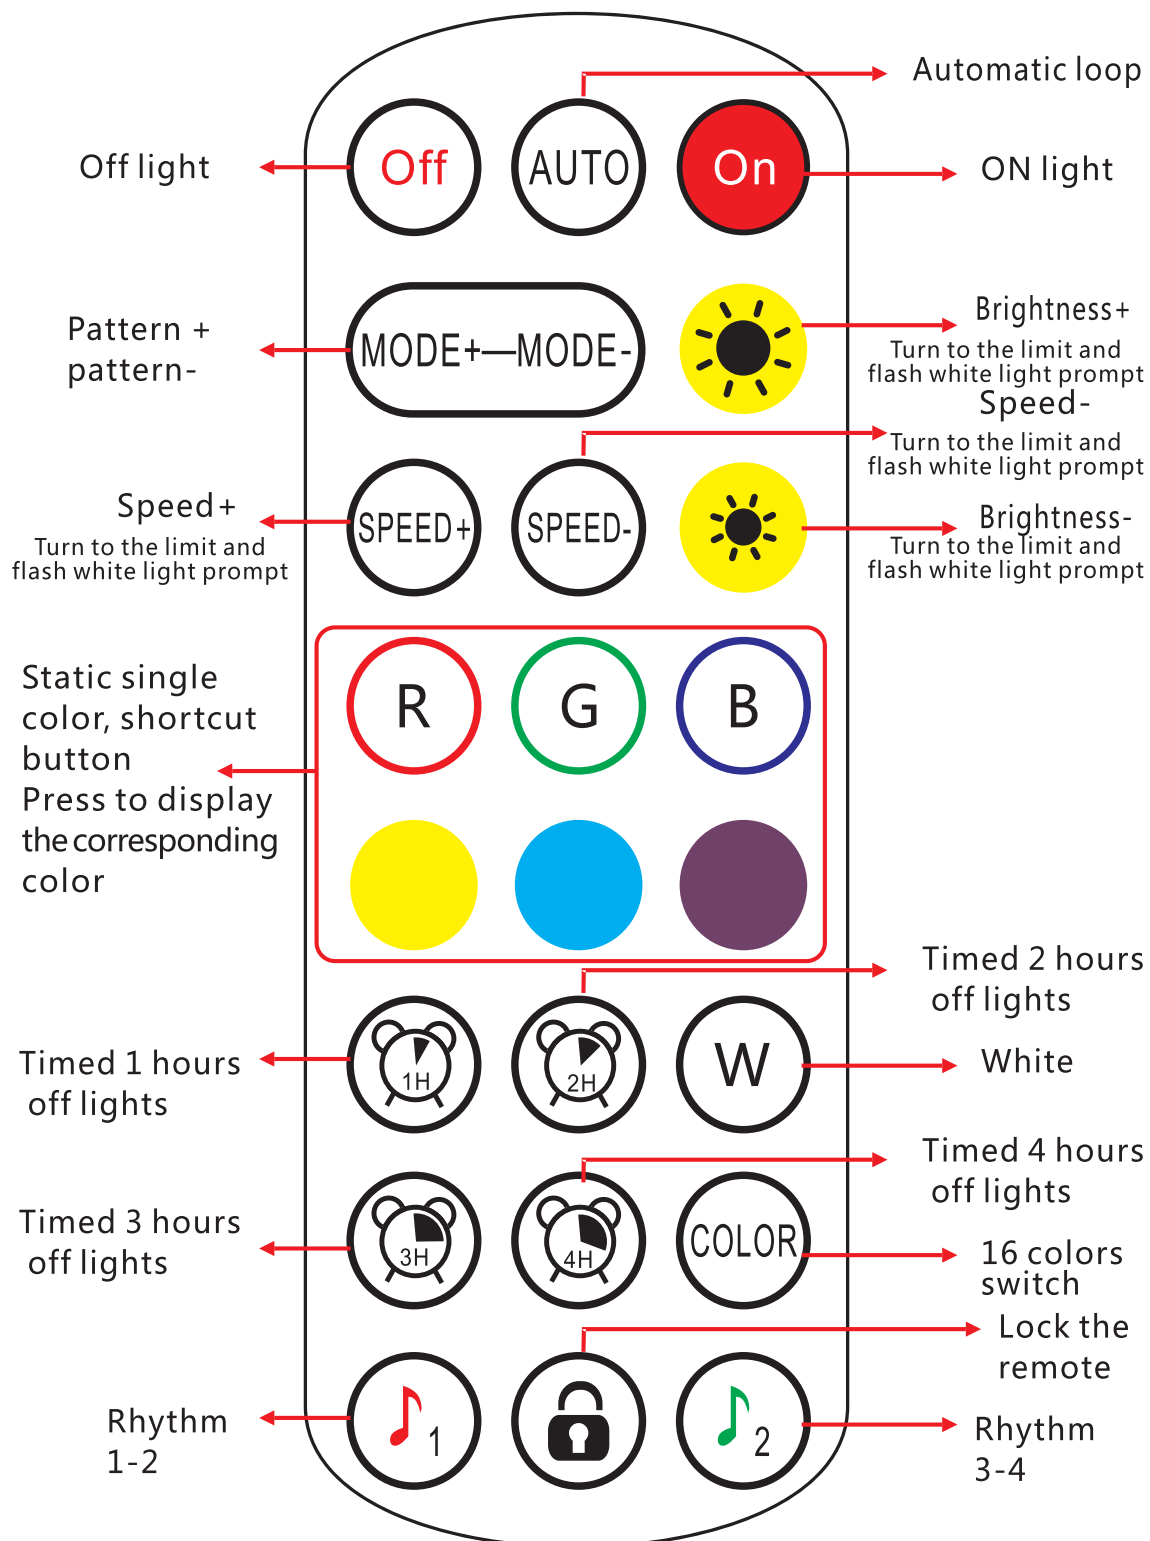 Automatic loop
Off light
Off
AUTO
On
ON light
Pattern +
pattern-
MODE+—MODE-
Brightness+
Turn to the limit and
flash white light prompt
Speed-
Turn to the limit and
flash white light prompt
Speed+
Turn to the limit and
flash white light prompt
SPEED+
SPEED-
Brightness-
Turn to the limit and
flash white light prompt
Static single
color, shortcut
button
Press to display
the corresponding
color
R
G
B
Timed 2 hours
off lights
Timed 1 hours
off lights
1H
2H
W
White
Timed 4 hours
off lights
Timed 3 hours
off lights
3H
4H
COLOR
16 colors
switch
Lock the
remote
Rhythm
1-2
1
2
Rhythm
3-4